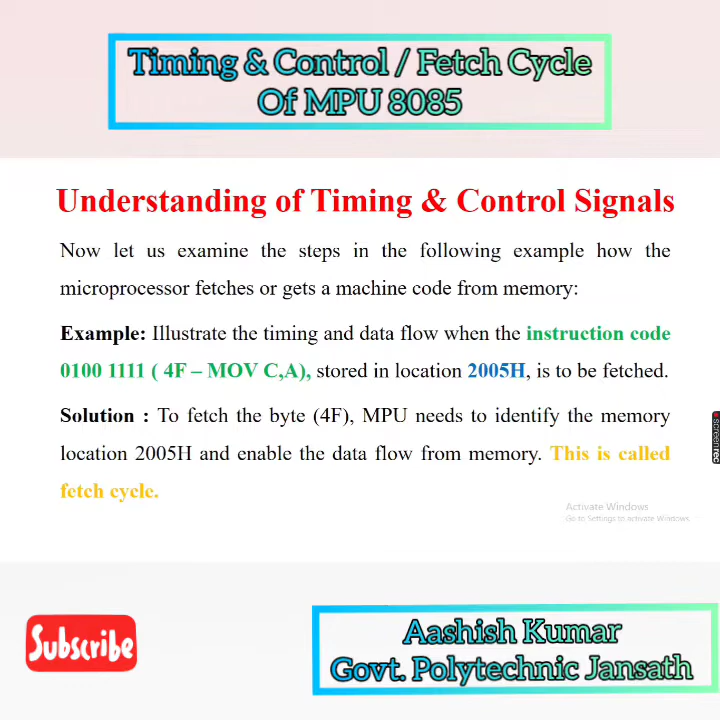 Timing & Control / Fetch Cycle
Of MPU 8085
Understanding of Timing & Control Signals
Now let us examine the steps in the following example how the
microprocessor fetches or gets a machine code from memory:
Example: Illustrate the timing and data flow when the instruction code
0100 1111 ( 4F – MOV C,A), stored in location 2005H, is to be fetched.
Solution : To fetch the byte (4F), MPU needs to identify the memory
location 2005H and enable the data flow from memory. This is called
fetch cycle.
screenrec
Activate Windows
Go to Settings to activate Windows.
Subscribe
Aashish Kumar
Govt. Polytechnic Jansath